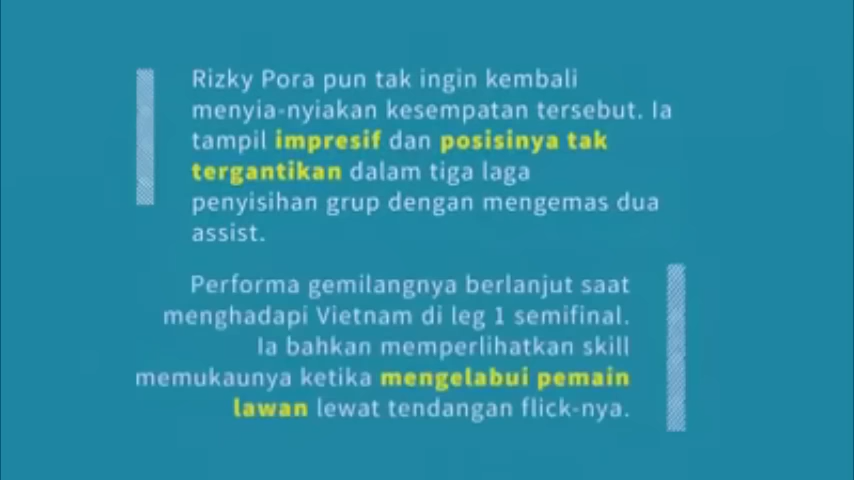 Rizky Pora pun tak ingin kembali
menyia-nyiakan kesempatan tersebut. Ia
tampil impresif dan posisinya tak
tergantikan dalam tiga laga
penyisihan grup dengan mengemas dua
assist.
Performa gemilangnya berlanjut saat
menghadapi Vietnam di leg 1 semifinal.
Ia bahkan memperlihatkan skill
memukaunya ketika mengelabui pemain
lawan lewat tendangan flick-nya.